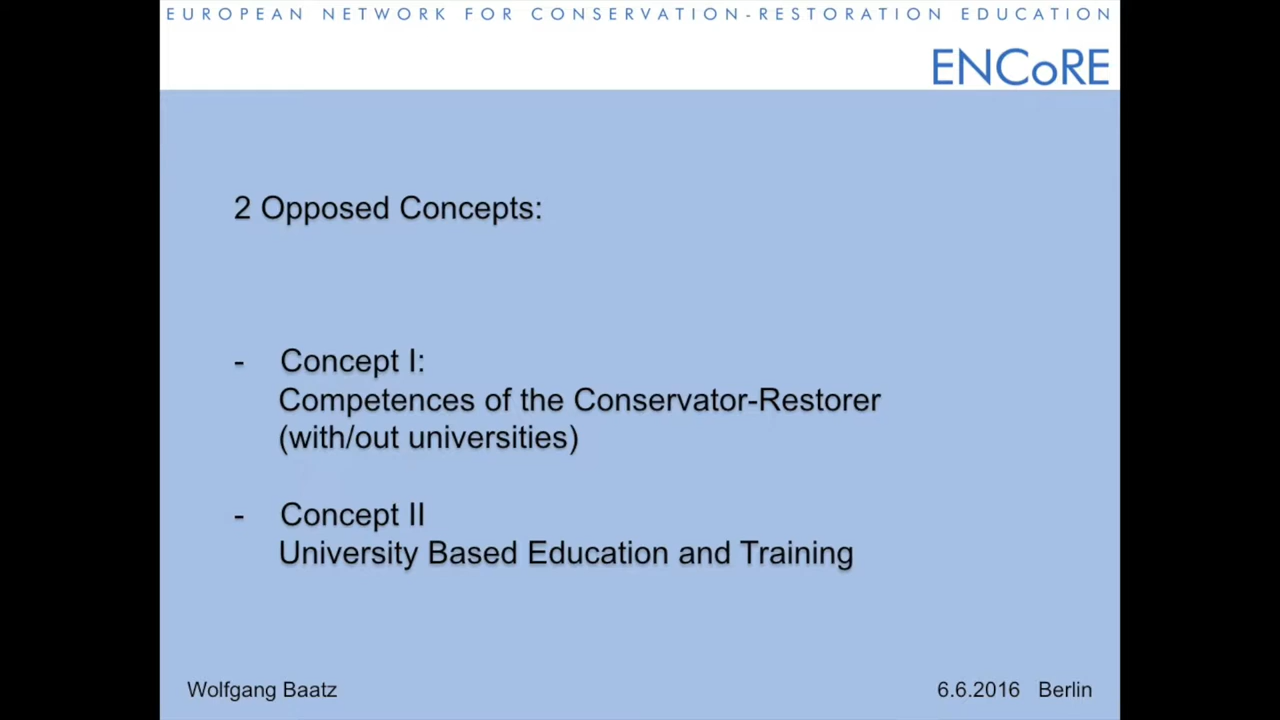 EUROPEAN NETWORK FOR CONSERVATION-RESTORATION EDUCATION
ENCoRE
2 Opposed Concepts:
- Concept I:
Competences of the Conservator-Restorer
(with/out universities)
- Concept II
University Based Education and Training
Wolfgang Baatz
6.6.2016 Berlin